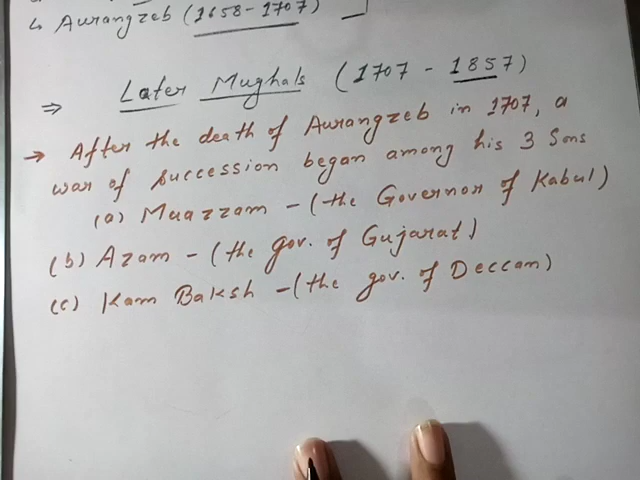 ↳ Aurangzeb (1658-1707)
⇒ Later Mughals (1707 - 1857)
→ After the death of Aurangzeb in 1707, a
war of succession began among his 3 Sons
(a) Muazzam - (the Governor of Kabul)
(b) Azam - (the gov. of Gujarat)
(c) Kam Baksh - (the gov. of Deccan)